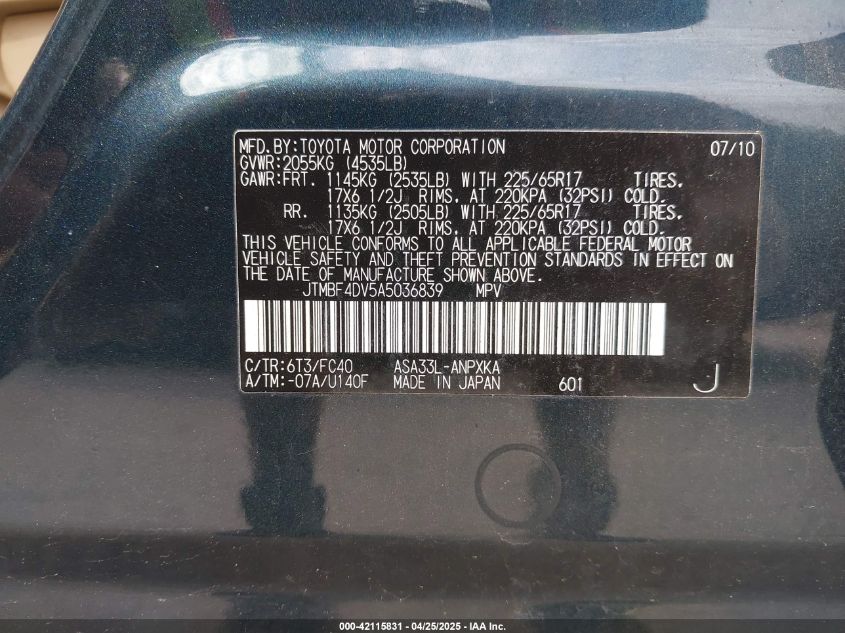 MFD.BY:TOYOTA MOTOR CORPORATION 07/10
GVWR:2055KG (4535LB)
GAWR:FRT. 1145KG (2535LB) WITH 225/65R17 TIRES,
17X6 1/2J RIMS, AT 220KPA (32PSI) COLD.
RR. 1135KG (2505LB) WITH 225/65R17 TIRES,
17X6 1/2J RIMS, AT 220KPA (32PSI) COLD.
THIS VEHICLE CONFORMS TO ALL APPLICABLE FEDERAL MOTOR
VEHICLE SAFETY AND THEFT PREVENTION STANDARDS IN EFFECT ON
THE DATE OF MANUFACTURE SHOWN ABOVE.
JTMBF4DV5A5036839 MPV
C/TR:6T3/FC40 ASA33L-ANPXKA
A/TM:-07A/U140F MADE IN JAPAN 601 J
000-42115831 - 04/25/2025 - IAA Inc.